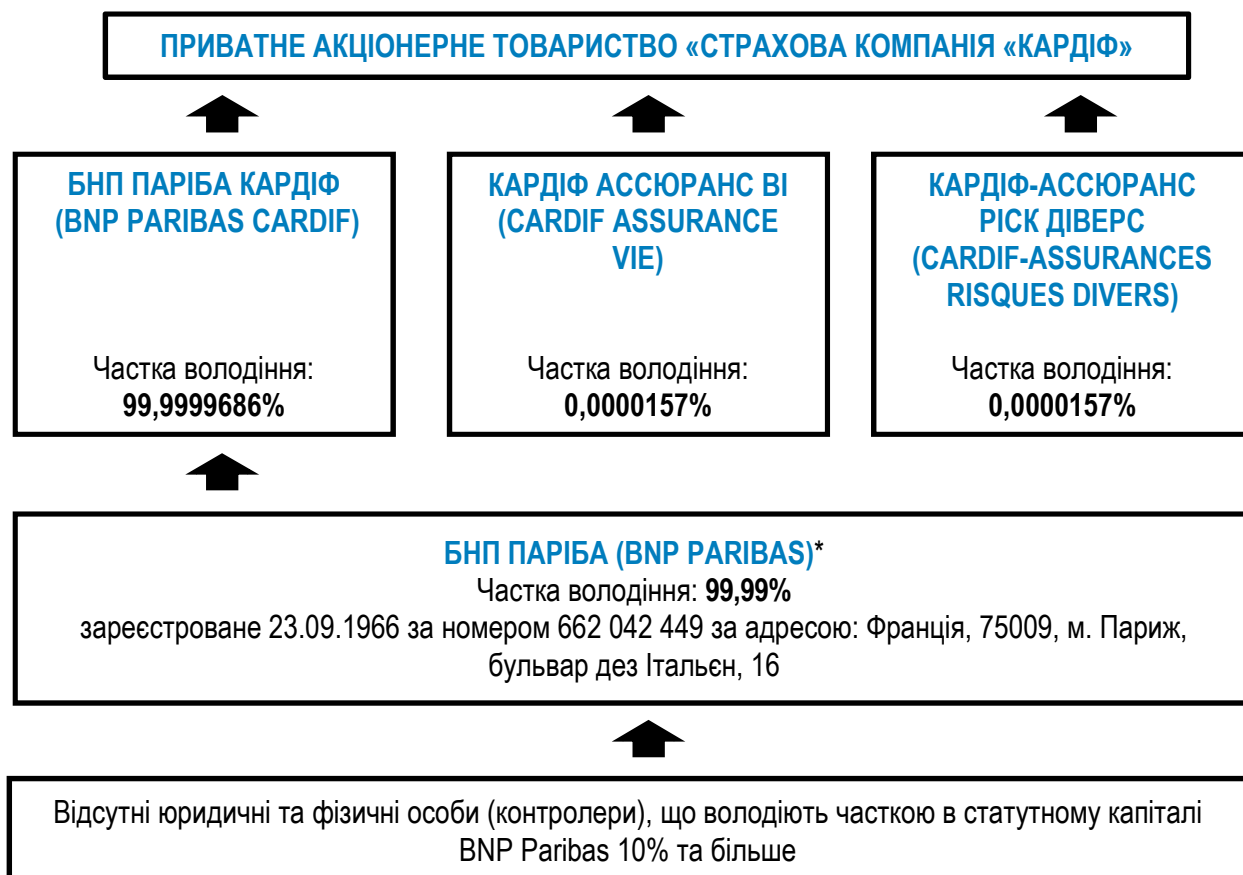 ПРИВАТНЕ АКЦІОНЕРНЕ ТОВАРИСТВО «СТРАХОВА КОМПАНІЯ «КАРДІФ»
БНП ПАРІБА КАРДІФ
(BNP PARIBAS CARDIF)
Частка володіння:
99,9999686%
КАРДІФ АССЮРАНС ВІ
(CARDIF ASSURANCE
VIE)
Частка володіння:
0,0000157%
КАРДІФ-АССЮРАНС
РІСК ДІВЕРС
(CARDIF-ASSURANCES
RISQUES DIVERS)
Частка володіння:
0,0000157%
БНП ПАРІБА (BNP PARIBAS)*
Частка володіння: 99,99%
зареєстроване 23.09.1966 за номером 662 042 449 за адресою: Франція, 75009, м. Париж,
бульвар дез Італьєн, 16
Відсутні юридичні та фізичні особи (контролери), що володіють часткою в статутному капіталі
BNP Paribas 10% та більше